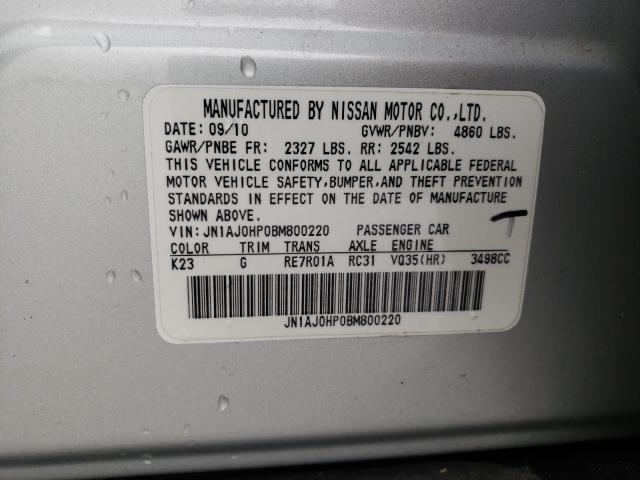 MANUFACTURED BY NISSAN MOTOR CO.,LTD.
DATE: 09/10 GVWR/PNBV: 4860 LBS.
GAWR/PNBE FR: 2327 LBS. RR: 2542 LBS.
THIS VEHICLE CONFORMS TO ALL APPLICABLE FEDERAL
MOTOR VEHICLE SAFETY,BUMPER,AND THEFT PREVENTION
STANDARDS IN EFFECT ON THE DATE OF MANUFACTURE
SHOWN ABOVE.
VIN: JN1AJ0HP0BM800220 PASSENGER CAR
COLOR TRIM TRANS AXLE ENGINE
K23 G RE7R01A RC31 VQ35(HR) 3498CC
JN1AJ0HP0BM800220